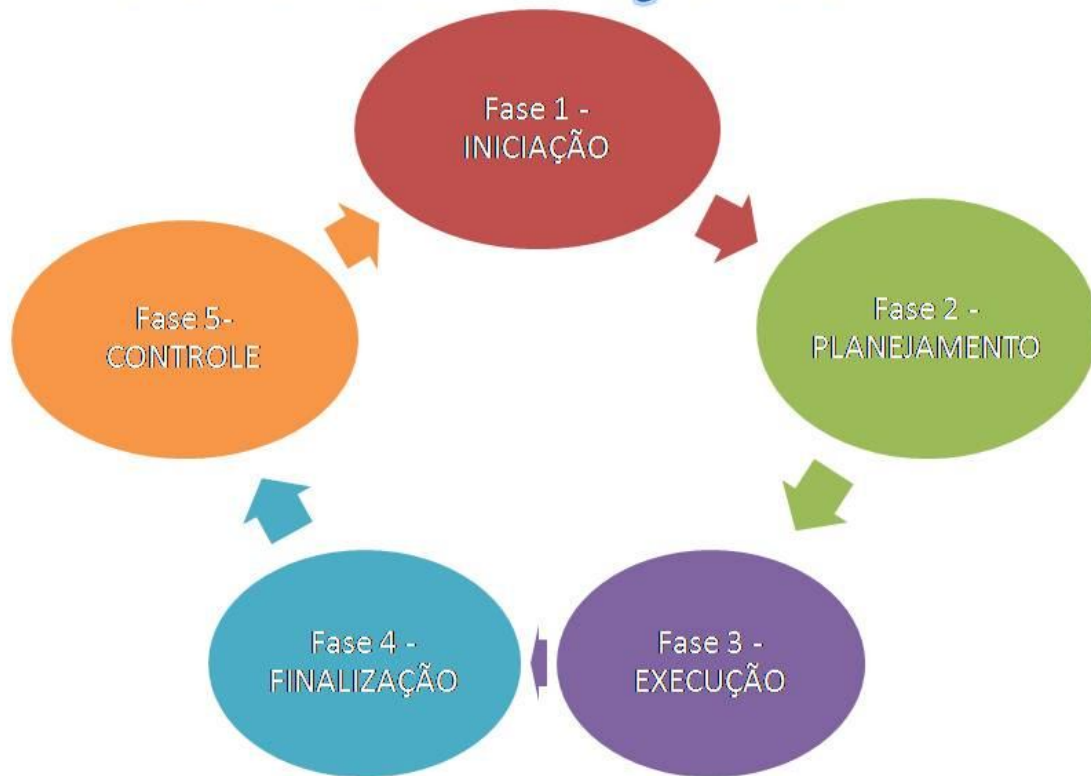 Fase 1 -
INICIAÇÃO
Fase 2 -
PLANEJAMENTO
Fase 3 -
EXECUÇÃO
Fase 4 -
FINALIZAÇÃO
Fase 5-
CONTROLE